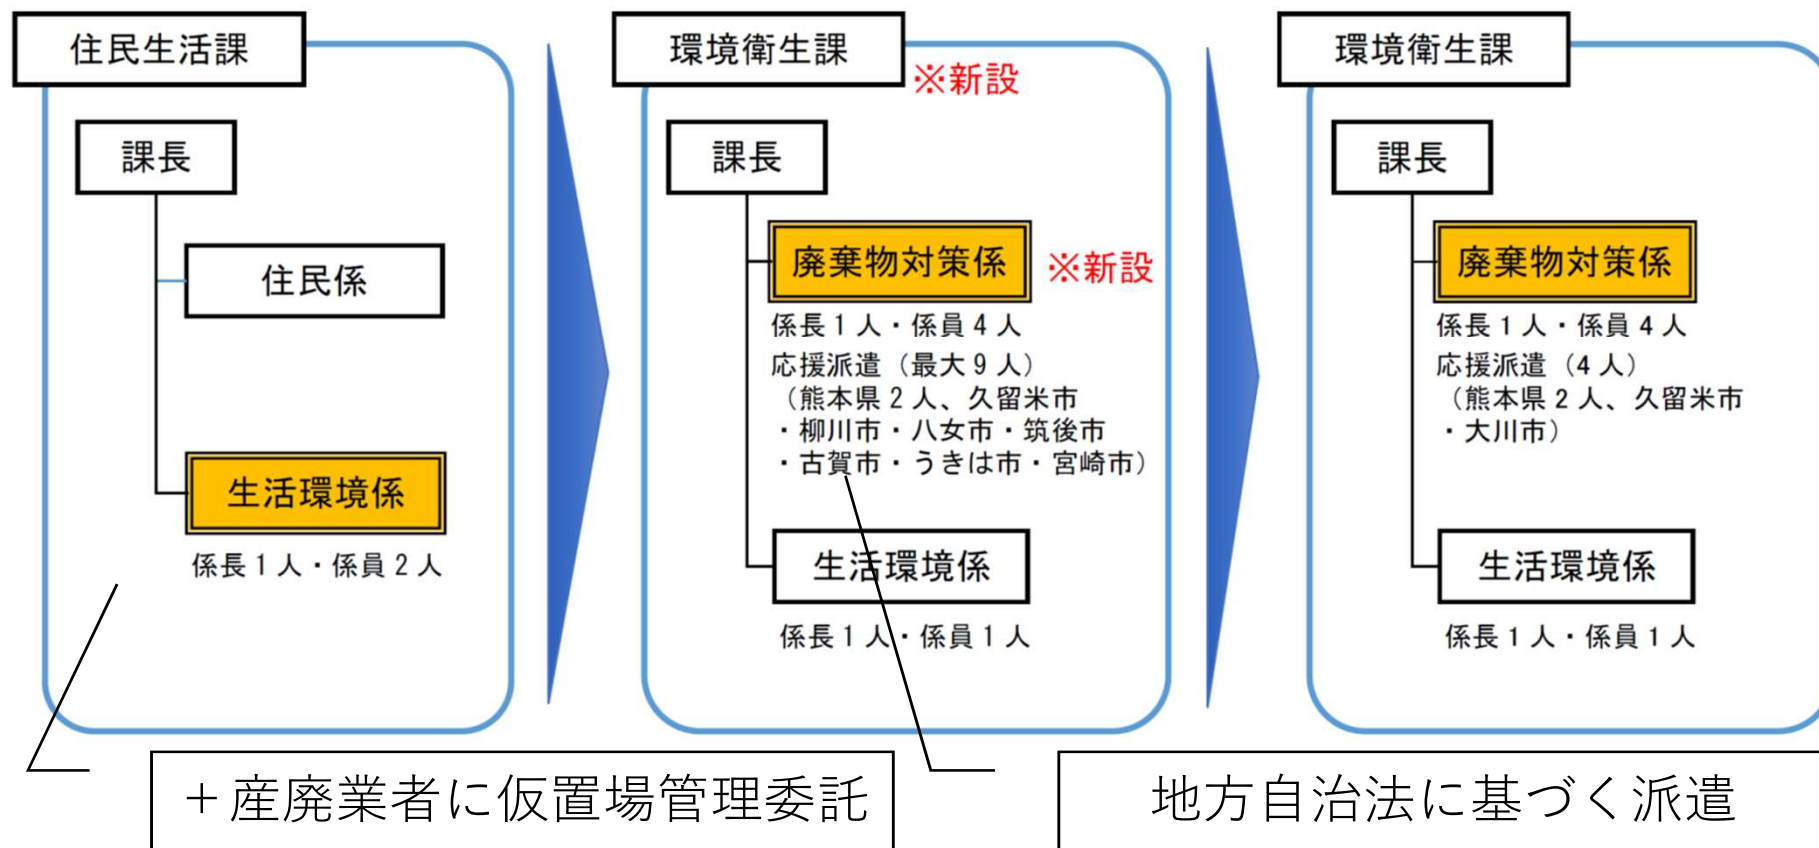 住民生活課
課長
住民係
生活環境係
係長1人・係員2人
環境衛生課
※新設
課長
廃棄物対策係
※新設
係長1人・係員4人
応援派遣（最大9人）
（熊本県2人、久留米市
・柳川市・八女市・筑後市
・古賀市・うきは市・宮崎市）
生活環境係
係長1人・係員1人
環境衛生課
課長
廃棄物対策係
係長1人・係員4人
応援派遣（4人）
（熊本県2人、久留米市
・大川市）
生活環境係
係長1人・係員1人
＋産廃業者に仮置場管理委託
地方自治法に基づく派遣